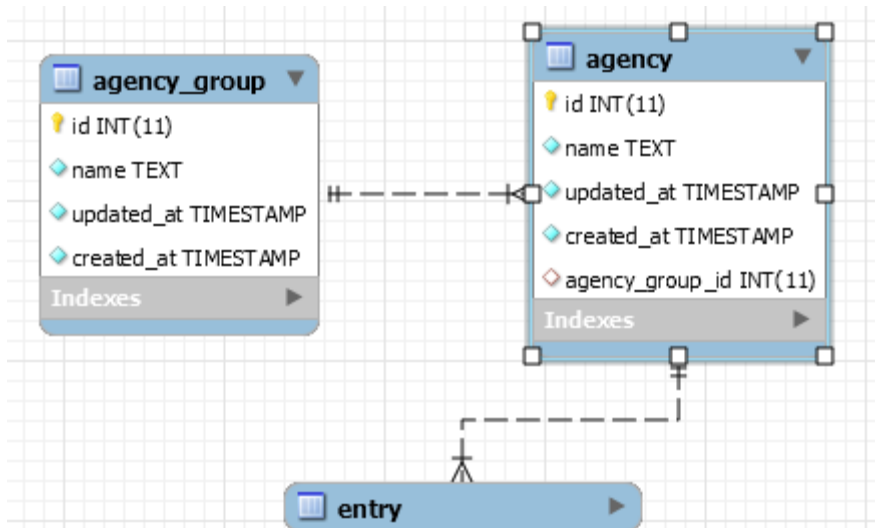 agency_group
id INT(11)
name TEXT
updated_at TIMESTAMP
created_at TIMESTAMP
Indexes
agency
id INT(11)
name TEXT
updated_at TIMESTAMP
created_at TIMESTAMP
agency_group_id INT(11)
Indexes
entry